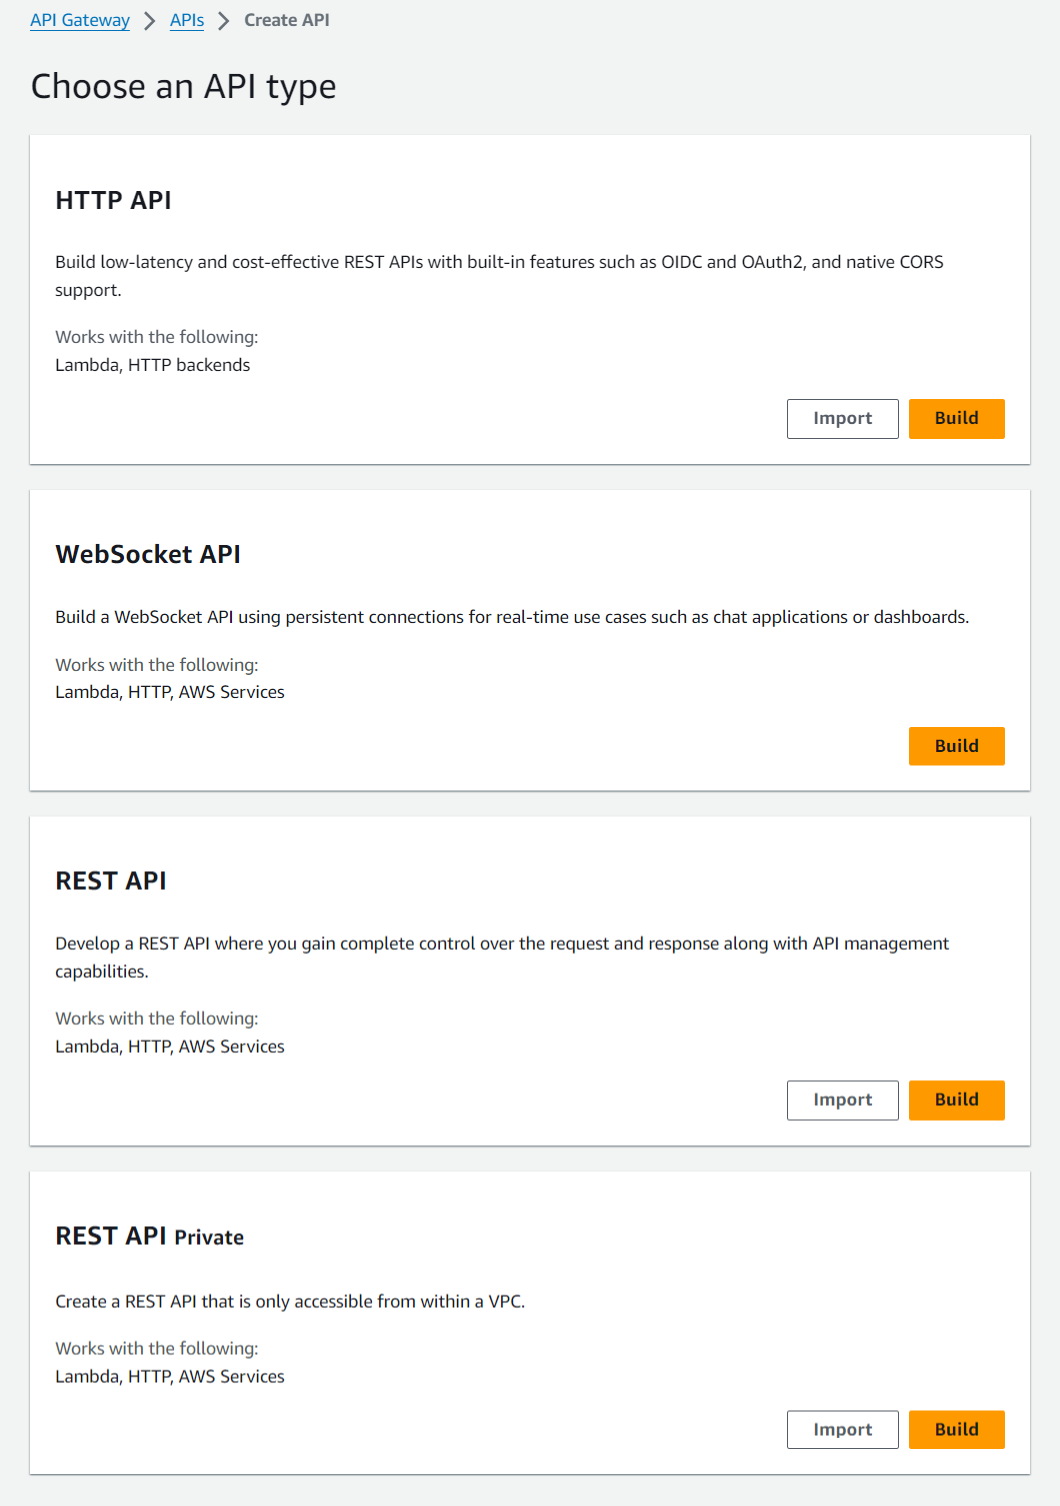 API Gateway > APIs > Create API
Choose an API type
HTTP API
Build low-latency and cost-effective REST APIs with built-in features such as OIDC and OAuth2, and native CORS
support.
Works with the following:
Lambda, HTTP backends
Import Build
WebSocket API
Build a WebSocket API using persistent connections for real-time use cases such as chat applications or dashboards.
Works with the following:
Lambda, HTTP, AWS Services
Build
REST API
Develop a REST API where you gain complete control over the request and response along with API management
capabilities.
Works with the following:
Lambda, HTTP, AWS Services
Import Build
REST API Private
Create a REST API that is only accessible from within a VPC.
Works with the following:
Lambda, HTTP, AWS Services
Import Build